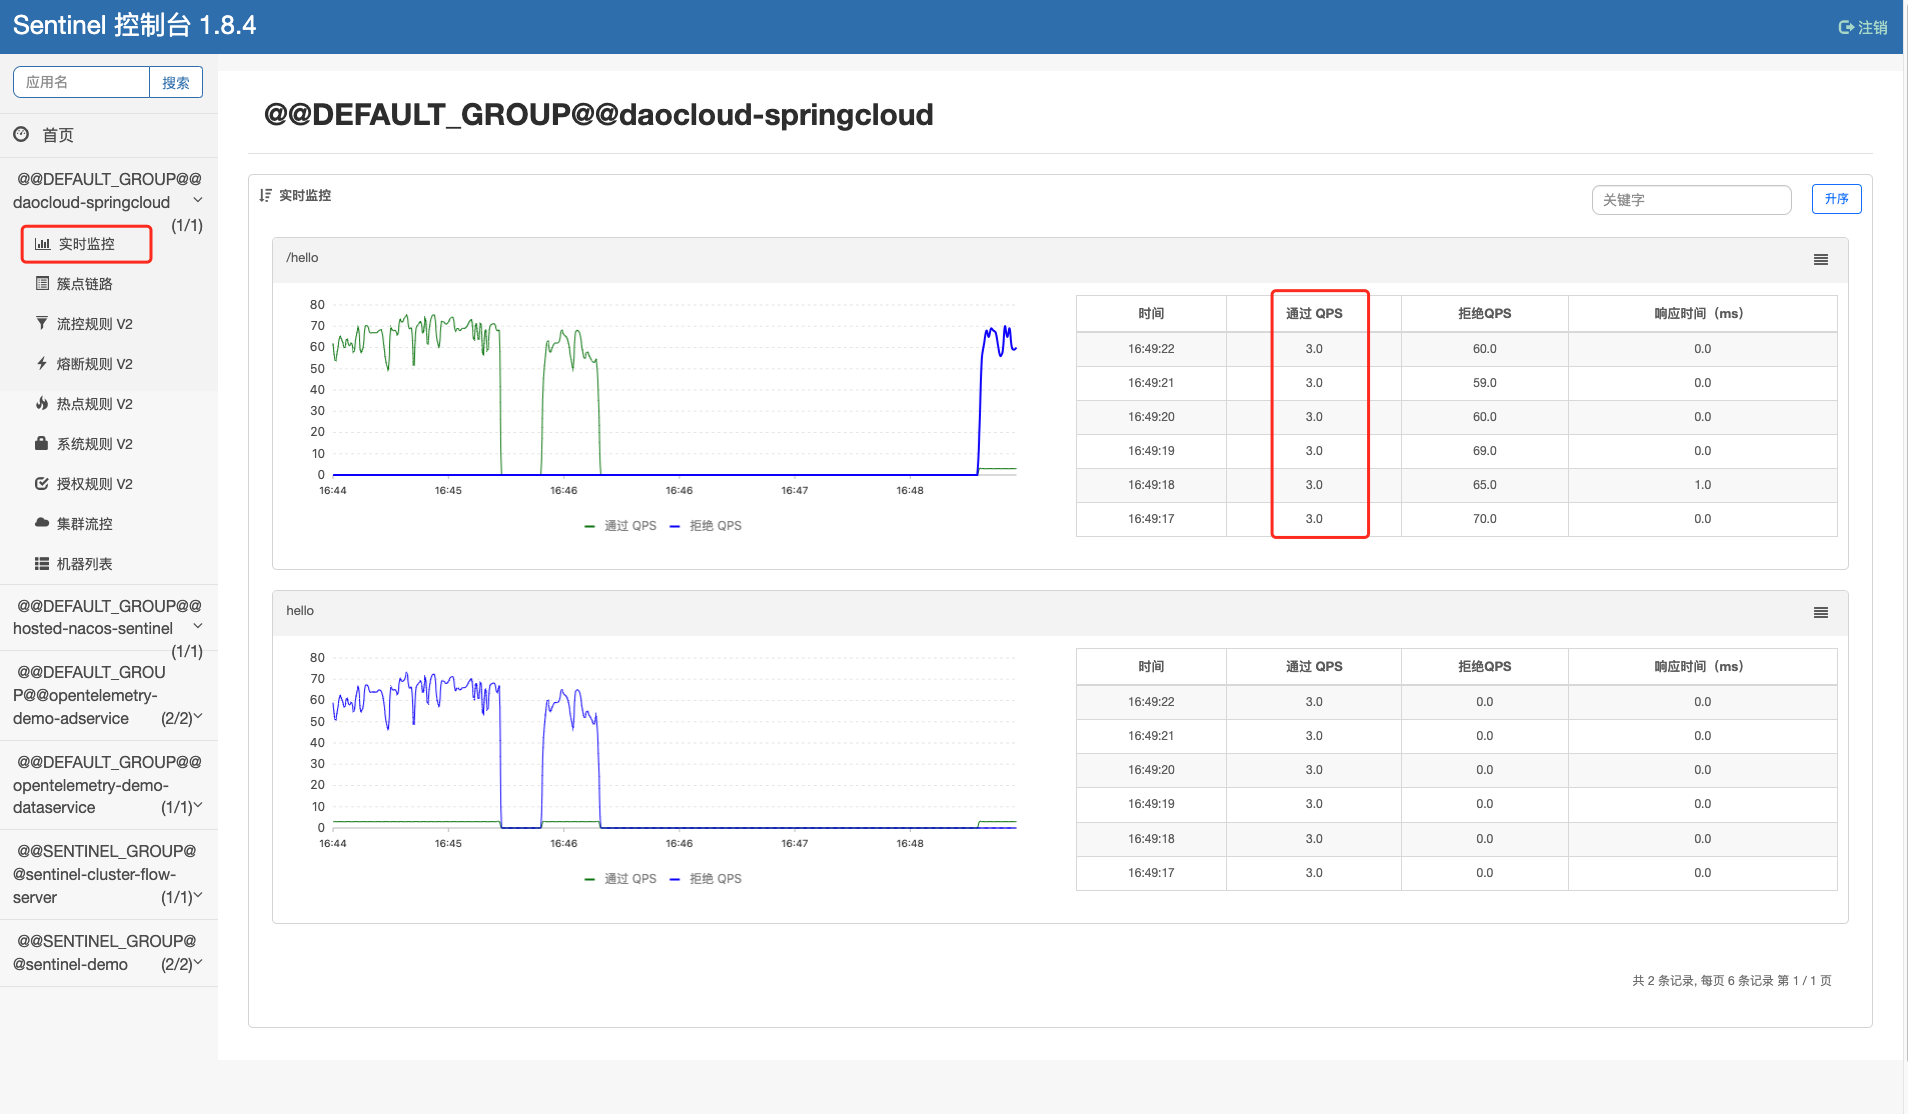 Sentinel 控制台 1.8.4
注销
应用名 搜索
首页
@@DEFAULT_GROUP@@
daocloud-springcloud
(1/1)
实时监控
簇点链路
流控规则 V2
熔断规则 V2
热点规则 V2
系统规则 V2
授权规则 V2
集群流控
机器列表
@@DEFAULT_GROUP@@
hosted-nacos-sentinel
(1/1)
@@DEFAULT_GROU
P@@opentelemetry-
demo-adservice (2/2)
@@DEFAULT_GROUP@@
opentelemetry-demo-
dataservice (1/1)
@@SENTINEL_GROUP@
@sentinel-cluster-flow-
server (1/1)
@@SENTINEL_GROUP@
@sentinel-demo (2/2)
@@DEFAULT_GROUP@@daocloud-springcloud
实时监控
关键字 升序
/hello
80
70
60
50
40
30
20
10
0
16:44 16:45 16:46 16:46 16:47 16:48
通过 QPS 拒绝 QPS
时间 通过 QPS 拒绝QPS 响应时间（ms）
16:49:22 3.0 60.0 0.0
16:49:21 3.0 59.0 0.0
16:49:20 3.0 60.0 0.0
16:49:19 3.0 69.0 0.0
16:49:18 3.0 65.0 1.0
16:49:17 3.0 70.0 0.0
hello
80
70
60
50
40
30
20
10
0
16:44 16:45 16:46 16:46 16:47 16:48
通过 QPS 拒绝 QPS
时间 通过 QPS 拒绝QPS 响应时间（ms）
16:49:22 3.0 0.0 0.0
16:49:21 3.0 0.0 0.0
16:49:20 3.0 0.0 0.0
16:49:19 3.0 0.0 0.0
16:49:18 3.0 0.0 0.0
16:49:17 3.0 0.0 0.0
共 2 条记录, 每页 6 条记录 第 1 / 1 页